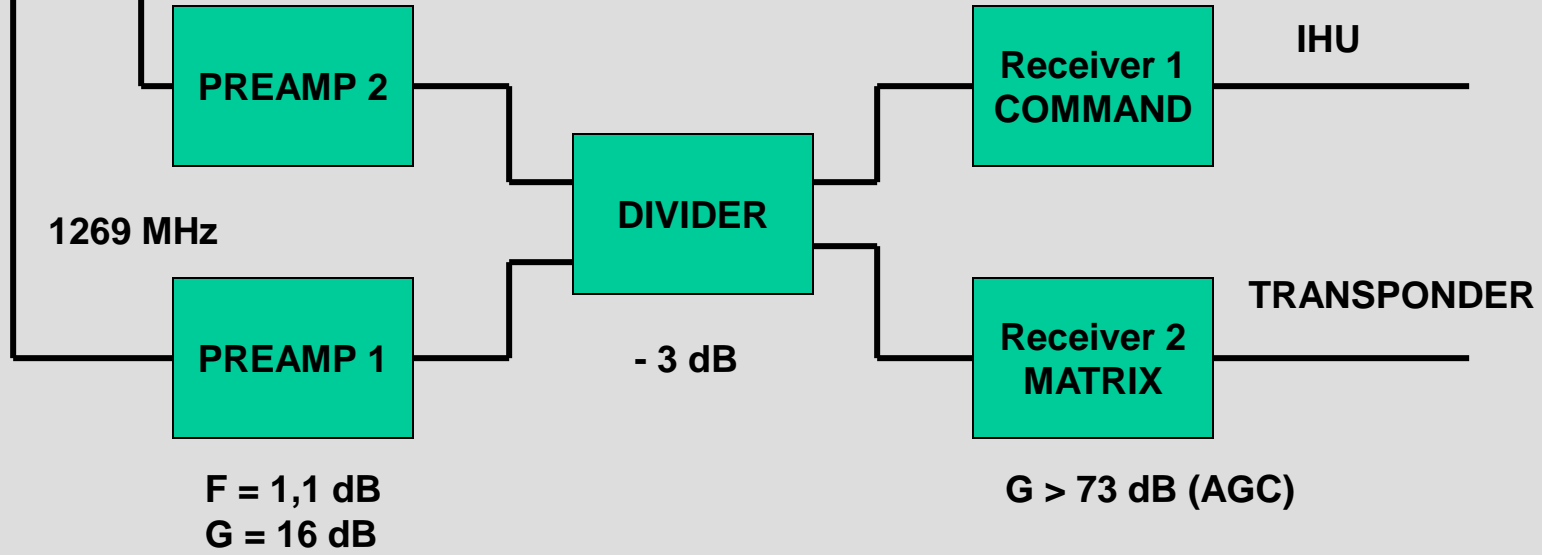 IHU
PREAMP 2
Receiver 1
COMMAND
DIVIDER
1269 MHz
TRANSPONDER
PREAMP 1
- 3 dB
Receiver 2
MATRIX
F = 1,1 dB
G = 16 dB
G > 73 dB (AGC)